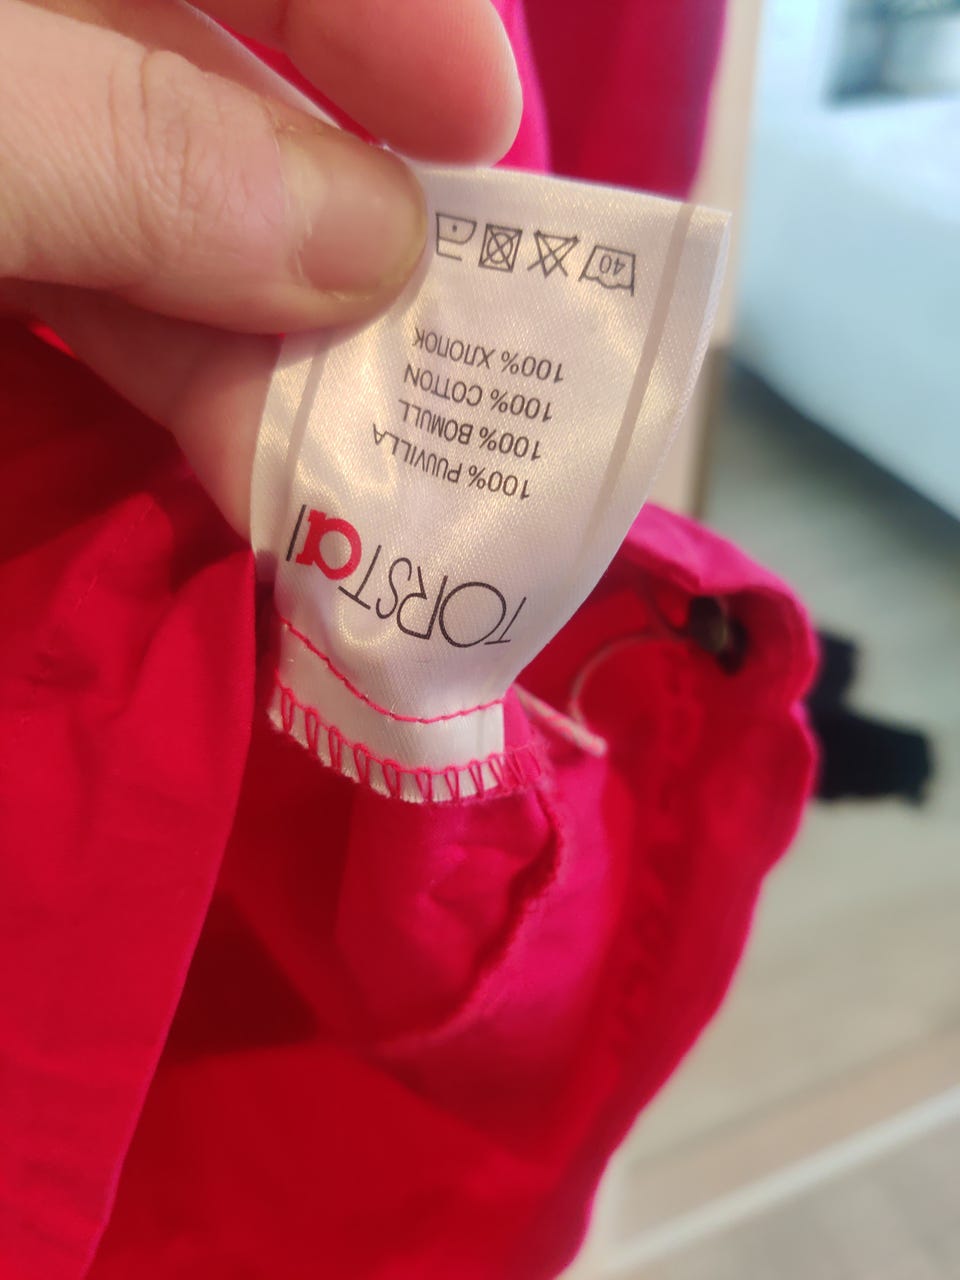 TORSTAI
100% PUUVILLA
100% BOMULL
100% COTTON
100% ХЛОПОК
40